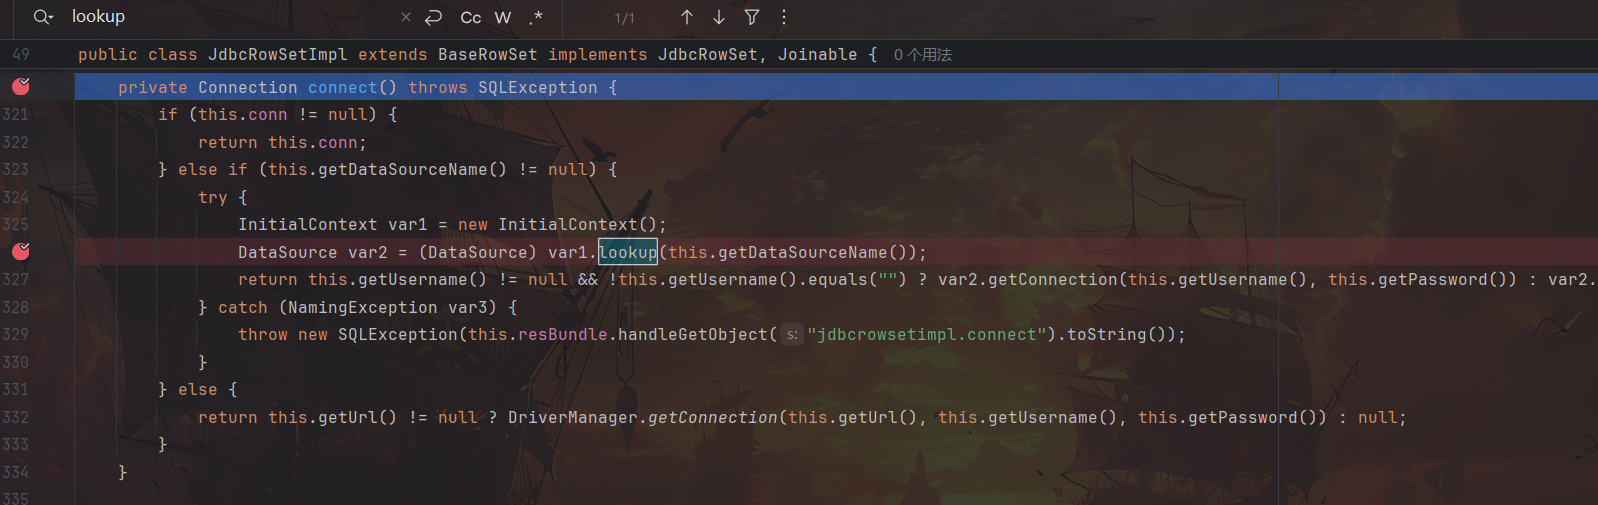 lookup Cc W .* 1/1
49 public class JdbcRowSetImpl extends BaseRowSet implements JdbcRowSet, Joinable { 0 个用法
private Connection connect() throws SQLException {
321 if (this.conn != null) {
322 return this.conn;
323 } else if (this.getDataSourceName() != null) {
324 try {
325 InitialContext var1 = new InitialContext();
DataSource var2 = (DataSource) var1.lookup(this.getDataSourceName());
327 return this.getUsername() != null && !this.getUsername().equals("") ? var2.getConnection(this.getUsername(), this.getPassword()) : var2.
328 } catch (NamingException var3) {
329 throw new SQLException(this.resBundle.handleGetObject( s: "jdbcrowsetimpl.connect").toString());
330 }
331 } else {
332 return this.getUrl() != null ? DriverManager.getConnection(this.getUrl(), this.getUsername(), this.getPassword()) : null;
333 }
334 }
335